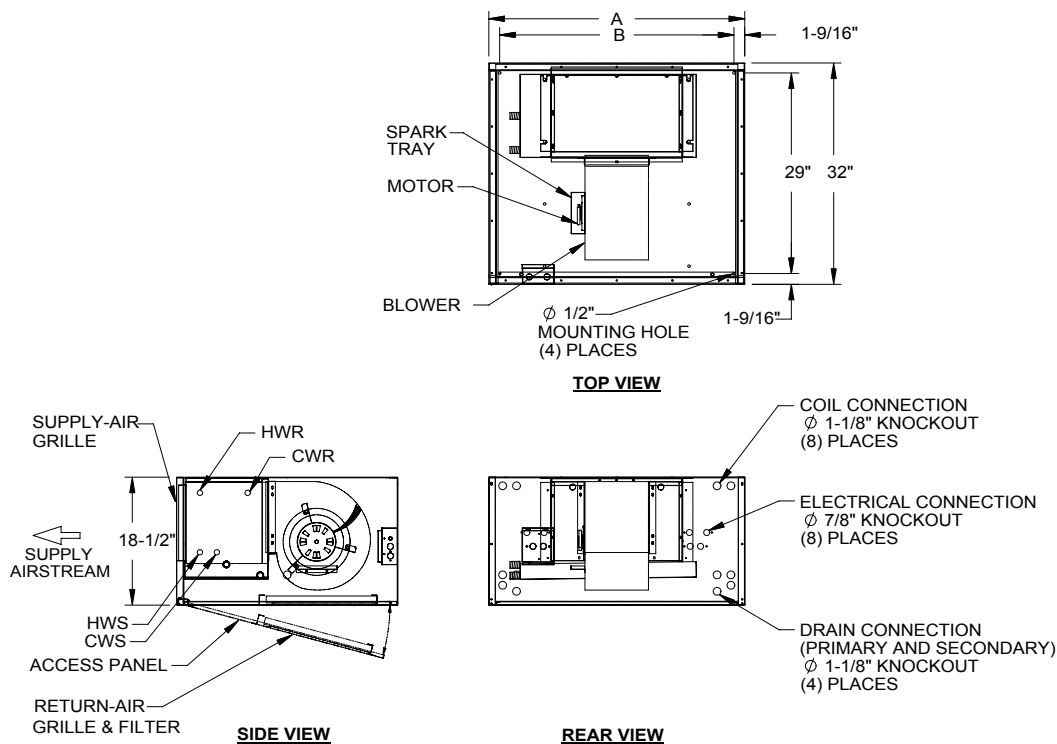 A
B
1-9/16"
SPARK
TRAY
MOTOR
29"
32"
BLOWER
∅ 1/2"
MOUNTING HOLE
(4) PLACES
1-9/16"
TOP VIEW
SUPPLY-AIR
GRILLE
HWR
CWR
18-1/2"
SUPPLY
AIRSTREAM
HWS
CWS
ACCESS PANEL
RETURN-AIR
GRILLE & FILTER
SIDE VIEW
COIL CONNECTION
∅ 1-1/8" KNOCKOUT
(8) PLACES
ELECTRICAL CONNECTION
∅ 7/8" KNOCKOUT
(8) PLACES
DRAIN CONNECTION
(PRIMARY AND SECONDARY)
∅ 1-1/8" KNOCKOUT
(4) PLACES
REAR VIEW